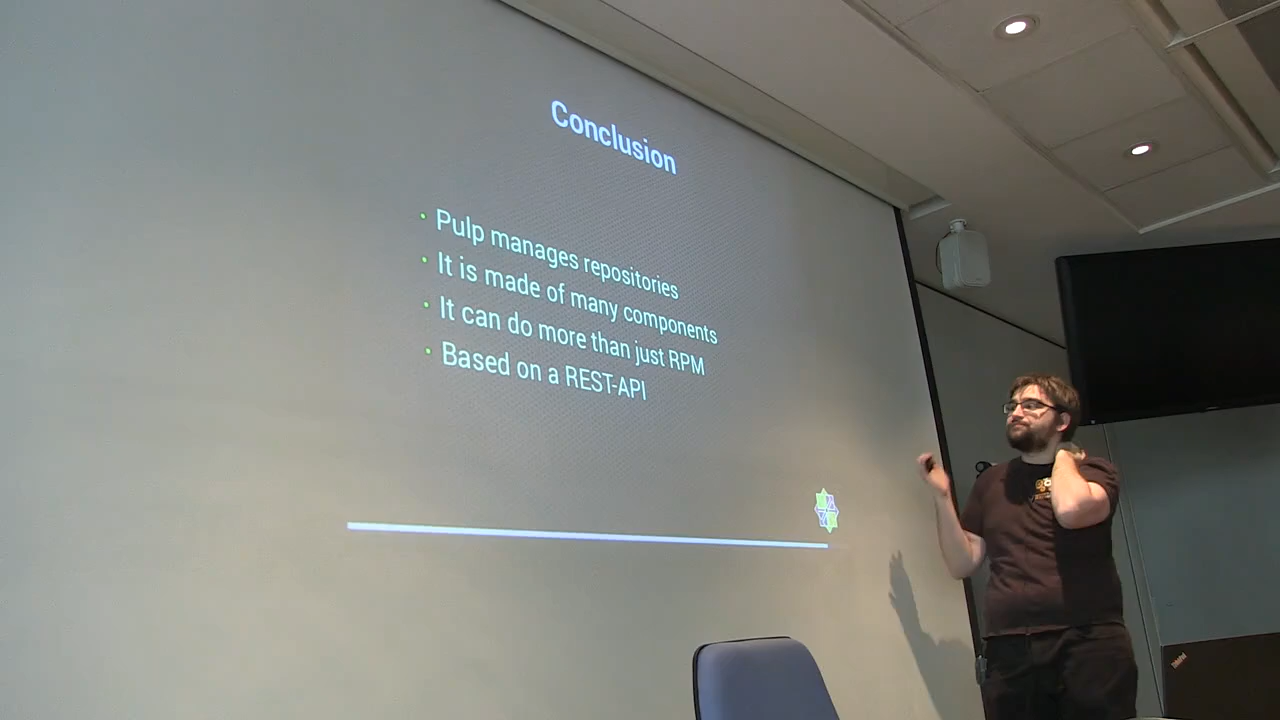 Conclusion
Pulp manages repositories
It is made of many components
It can do more than just RPM
Based on a REST-API